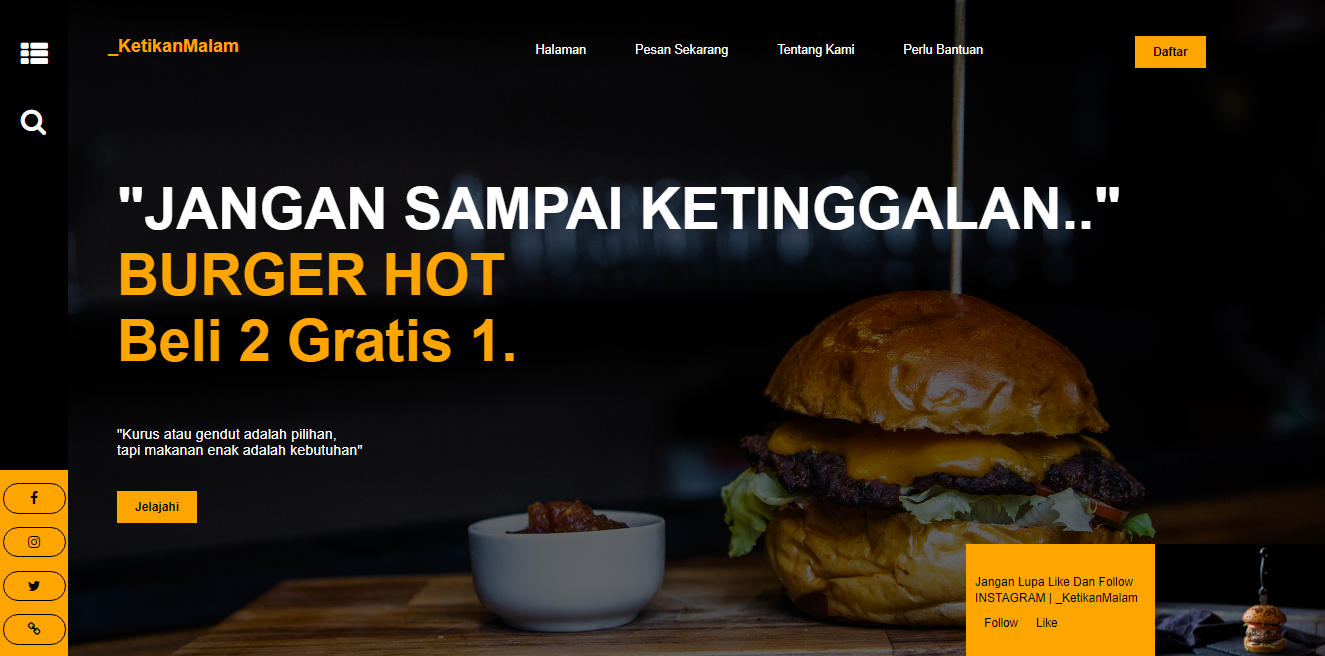 _KetikanMalam
Halaman
Pesan Sekarang
Tentang Kami
Perlu Bantuan
Daftar
"JANGAN SAMPAI KETINGGALAN.."
BURGER HOT
Beli 2 Gratis 1.
"Kurus atau gendut adalah pilihan,
tapi makanan enak adalah kebutuhan"
Jelajahi
Jangan Lupa Like Dan Follow
INSTAGRAM | _KetikanMalam
Follow
Like